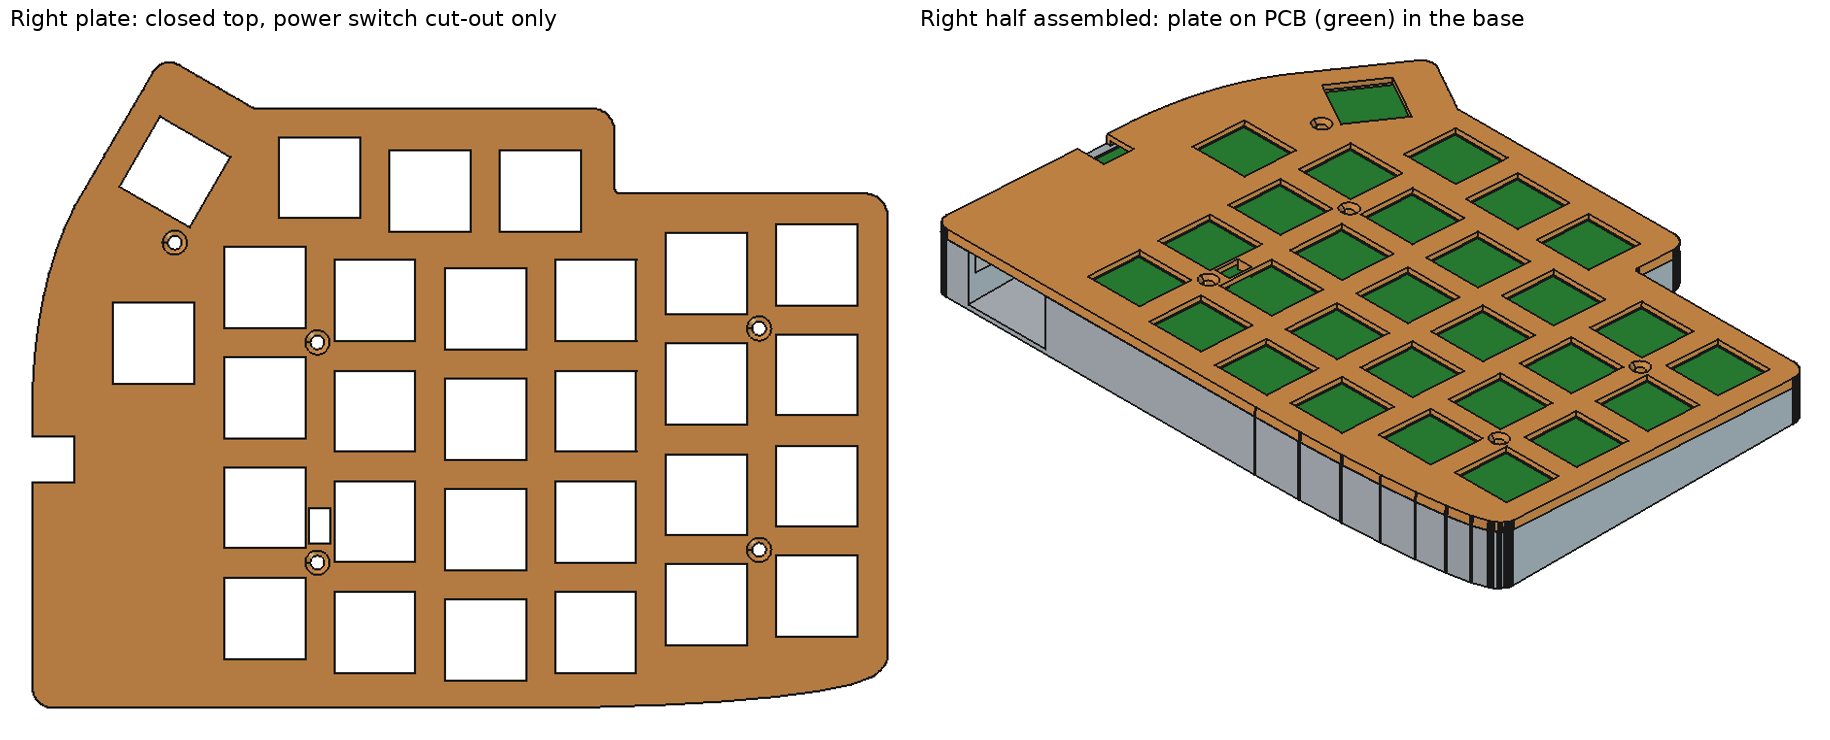 Right plate: closed top, power switch cut-out only
Right half assembled: plate on PCB (green) in the base